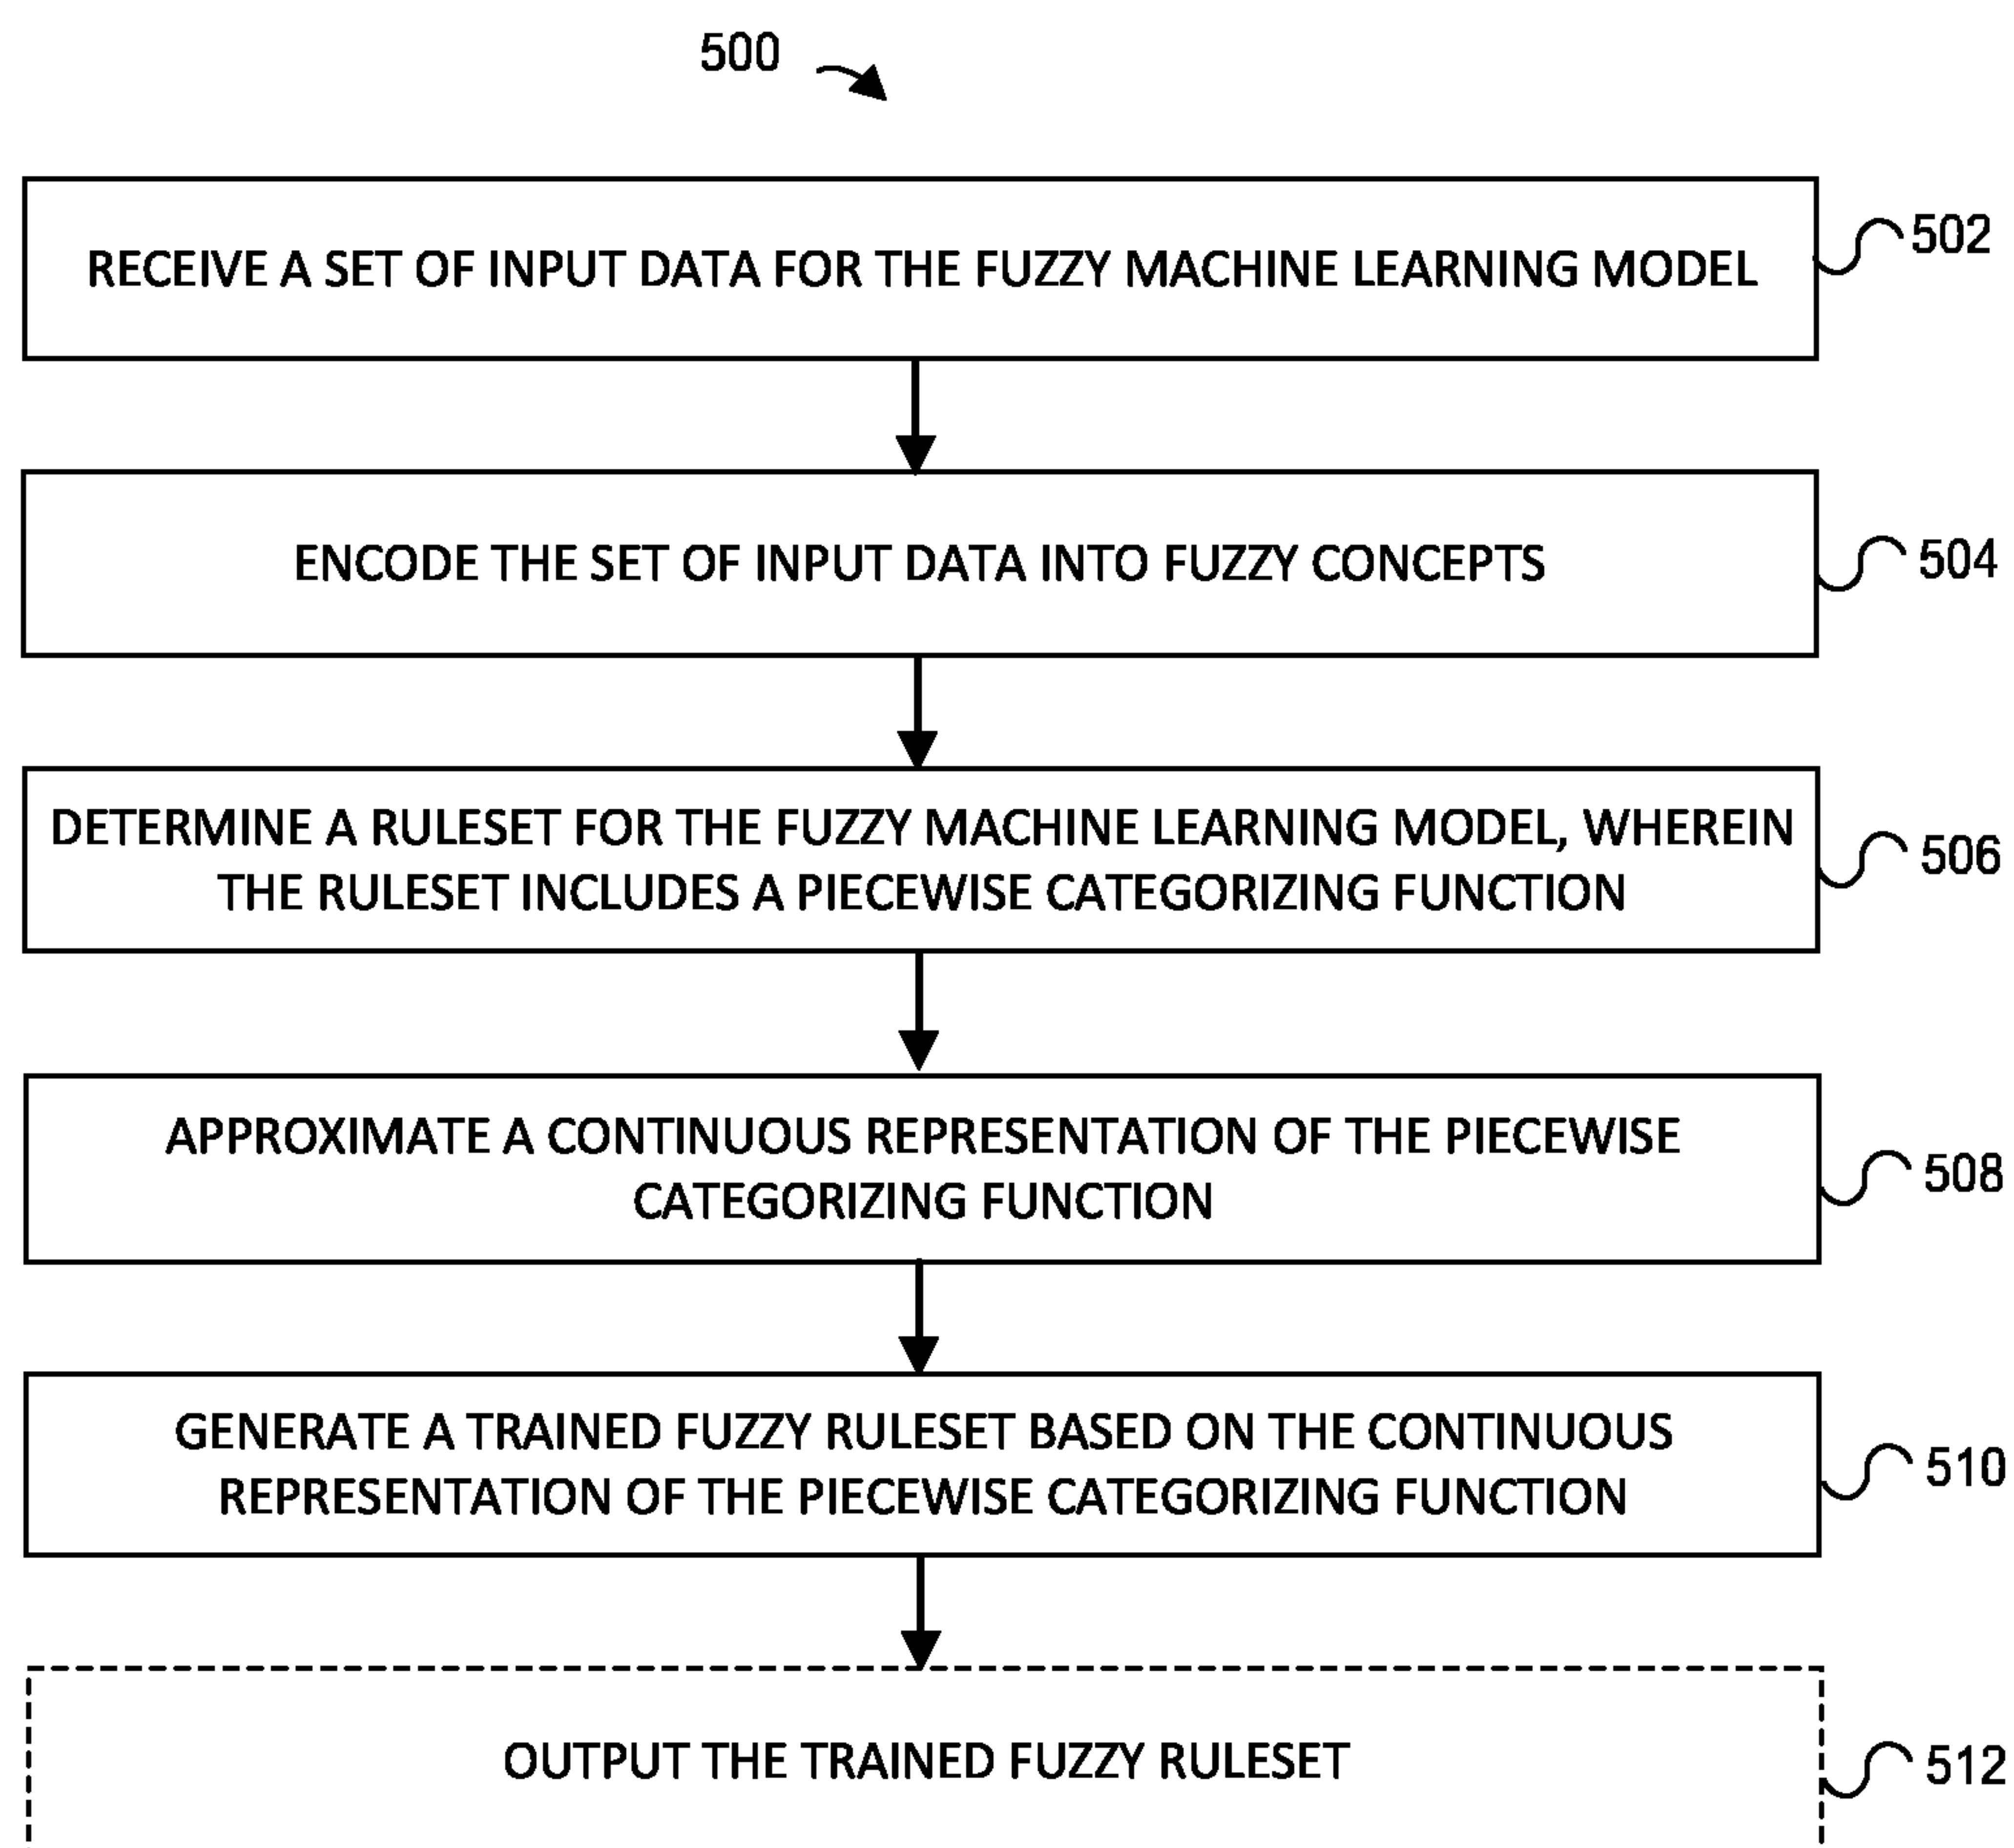 500
RECEIVE A SET OF INPUT DATA FOR THE FUZZY MACHINE LEARNING MODEL
502
ENCODE THE SET OF INPUT DATA INTO FUZZY CONCEPTS
504
DETERMINE A RULESET FOR THE FUZZY MACHINE LEARNING MODEL, WHEREIN
THE RULESET INCLUDES A PIECEWISE CATEGORIZING FUNCTION
506
APPROXIMATE A CONTINUOUS REPRESENTATION OF THE PIECEWISE
CATEGORIZING FUNCTION
508
GENERATE A TRAINED FUZZY RULESET BASED ON THE CONTINUOUS
REPRESENTATION OF THE PIECEWISE CATEGORIZING FUNCTION
510
OUTPUT THE TRAINED FUZZY RULESET
512